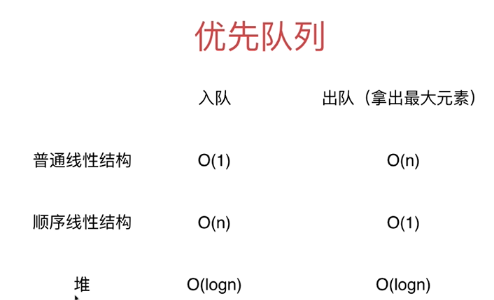 优先队列
入队 出队（拿出最大元素）
普通线性结构 O(1) O(n)
顺序线性结构 O(n) O(1)
堆 O(logn) O(logn)